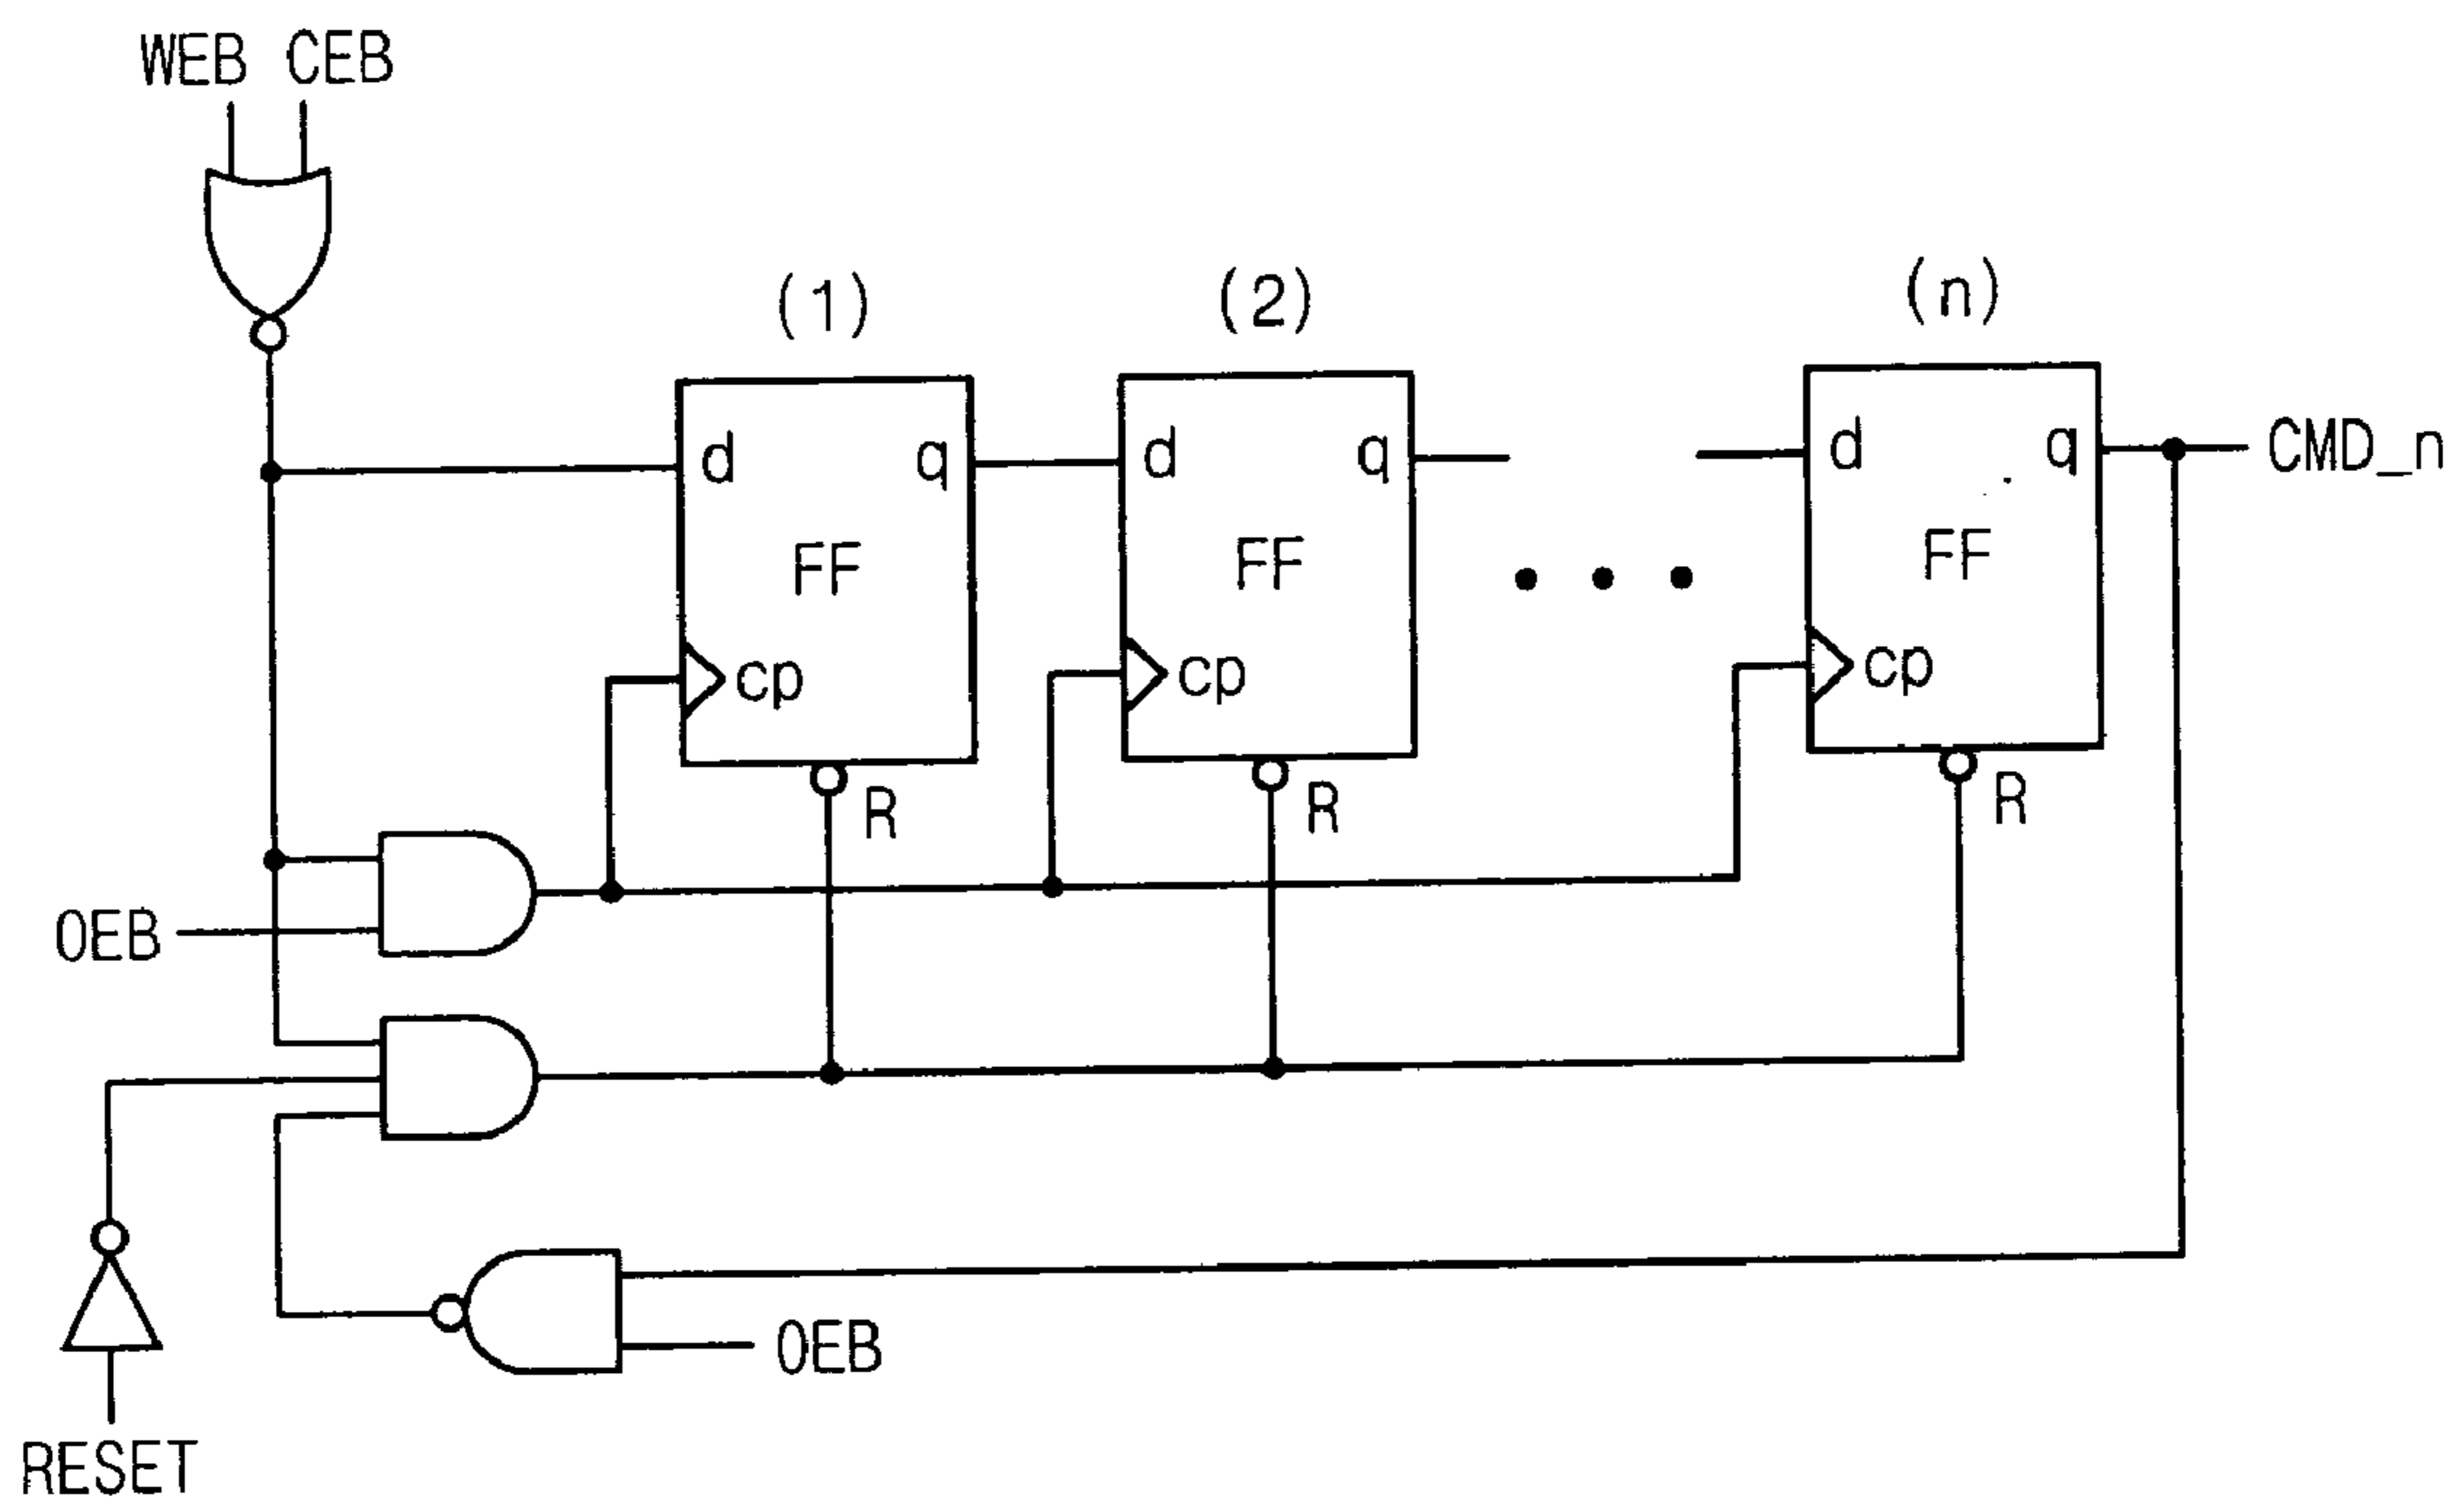 WEB CEB
(1)
(2)
(n)
d q
FF
cp
R
d q
FF
cp
R
d q
FF
cp
R
CMD_n
OEB
OEB
RESET